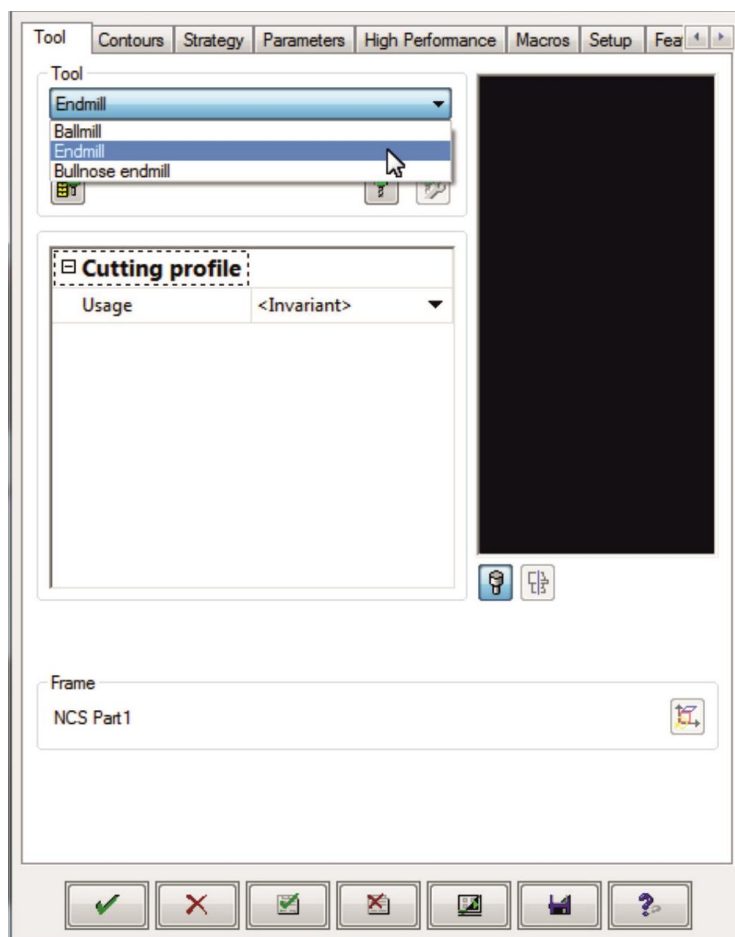 Tool Contours Strategy Parameters High Performance Macros Setup Fea
Tool
Endmill
Ballmill
Endmill
Bullnose endmill
Cutting profile
Usage <Invariant>
Frame
NCS Part1